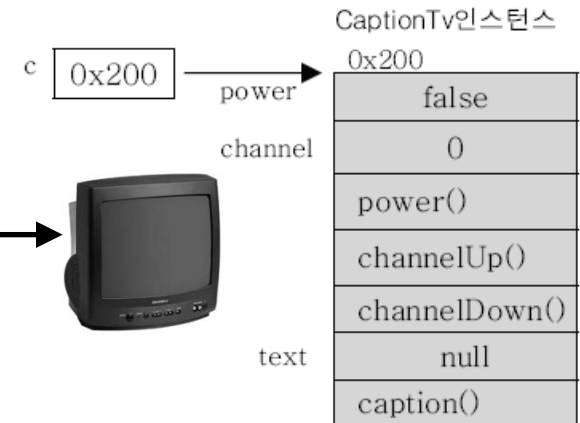 CaptionTv인스턴스
c
0x200
0x200
power
false
channel
0
power()
channelUp()
channelDown()
text
null
caption()